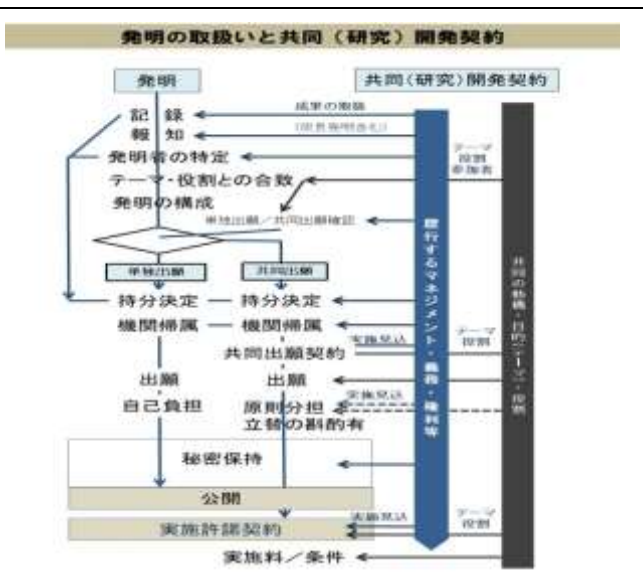 発明の取扱いと共同（研究）開発契約
発明
共同(研究)開発契約
記録
成果の取扱
報知
発明者の特定
テーマ
役割
参加者
テーマ・役割との合致
発明の構成
単独出願／共同出願確認
単独出願
共同出願
持分決定
持分決定
機関帰属
機関帰属
実施見込
テーマ
役割
共同出願契約
出願
出願
実施見込
自己負担
原則分担
立替の斟酌有
秘密保持
公開
実施見込
テーマ
役割
実施許諾契約
実施料／条件
履行するマネジメント・義務・権利等
共同の動機・目的/テーマ・役割